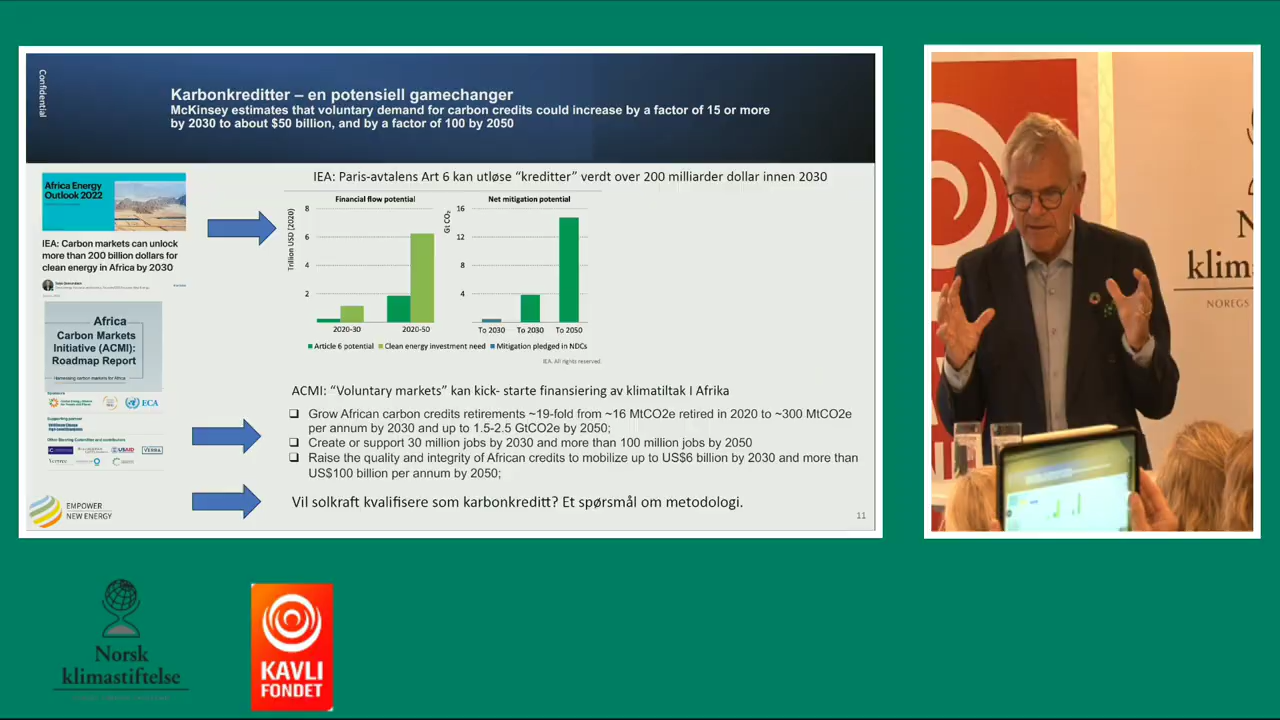 Confidential
Karbonkreditter – en potensiell gamechanger
McKinsey estimates that voluntary demand for carbon credits could increase by a factor of 15 or more
by 2030 to about $50 billion, and by a factor of 100 by 2050
Africa Energy
Outlook 2022
IEA: Carbon markets can unlock
more than 200 billion dollars for
clean energy in Africa by 2030
Africa
Carbon Markets
Initiative (ACMI):
Roadmap Report
Harnessing carbon markets for Africa
ECA
USAID
VERRA
EMPOWER
NEW ENERGY
IEA: Paris-avtalens Art 6 kan utløse “kreditter” verdt over 200 milliarder dollar innen 2030
Financial flow potential
Trillion USD (2020)
8
6
4
2
2020-30
2020-50
Net mitigation potential
Gt CO₂
16
12
8
4
To 2030
To 2030
To 2050
Article 6 potential
Clean energy investment need
Mitigation pledged in NDCs
IEA. All rights reserved.
ACMI: “Voluntary markets” kan kick- starte finansiering av klimatiltak I Afrika
Grow African carbon credits retirements ~19-fold from ~16 MtCO2e retired in 2020 to ~300 MtCO2e
per annum by 2030 and up to 1.5-2.5 GtCO2e by 2050;
Create or support 30 million jobs by 2030 and more than 100 million jobs by 2050
Raise the quality and integrity of African credits to mobilize up to US$6 billion by 2030 and more than
US$100 billion per annum by 2050;
Vil solkraft kvalifisere som karbonkreditt? Et spørsmål om metodologi.
11
N
klim
NOREGS
Norsk
klimastiftelse
KAVLI
FONDET